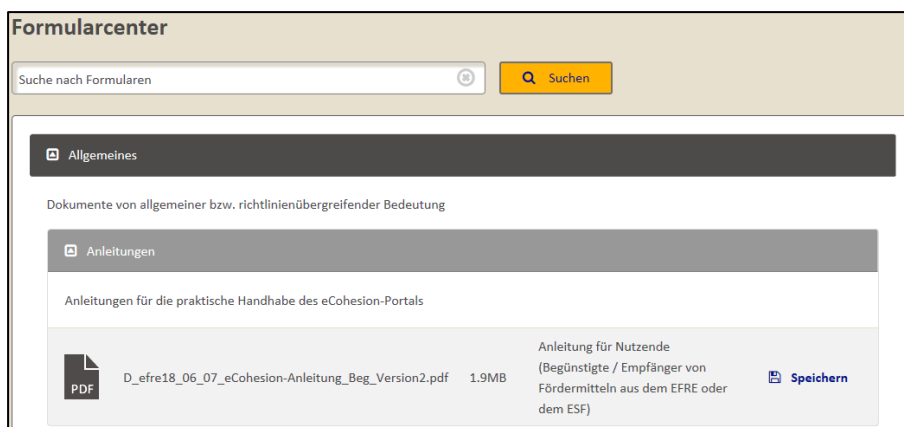 Formularcenter
Suche nach Formularen
Suchen
Allgemeines
Dokumente von allgemeiner bzw. richtlinienübergreifender Bedeutung
Anleitungen
Anleitungen für die praktische Handhabe des eCohesion-Portals
PDF
D_efre18_06_07_eCohesion-Anleitung_Beg_Version2.pdf
1.9MB
Anleitung für Nutzende
(Begünstigte / Empfänger von
Fördermitteln aus dem EFRE oder
dem ESF)
Speichern